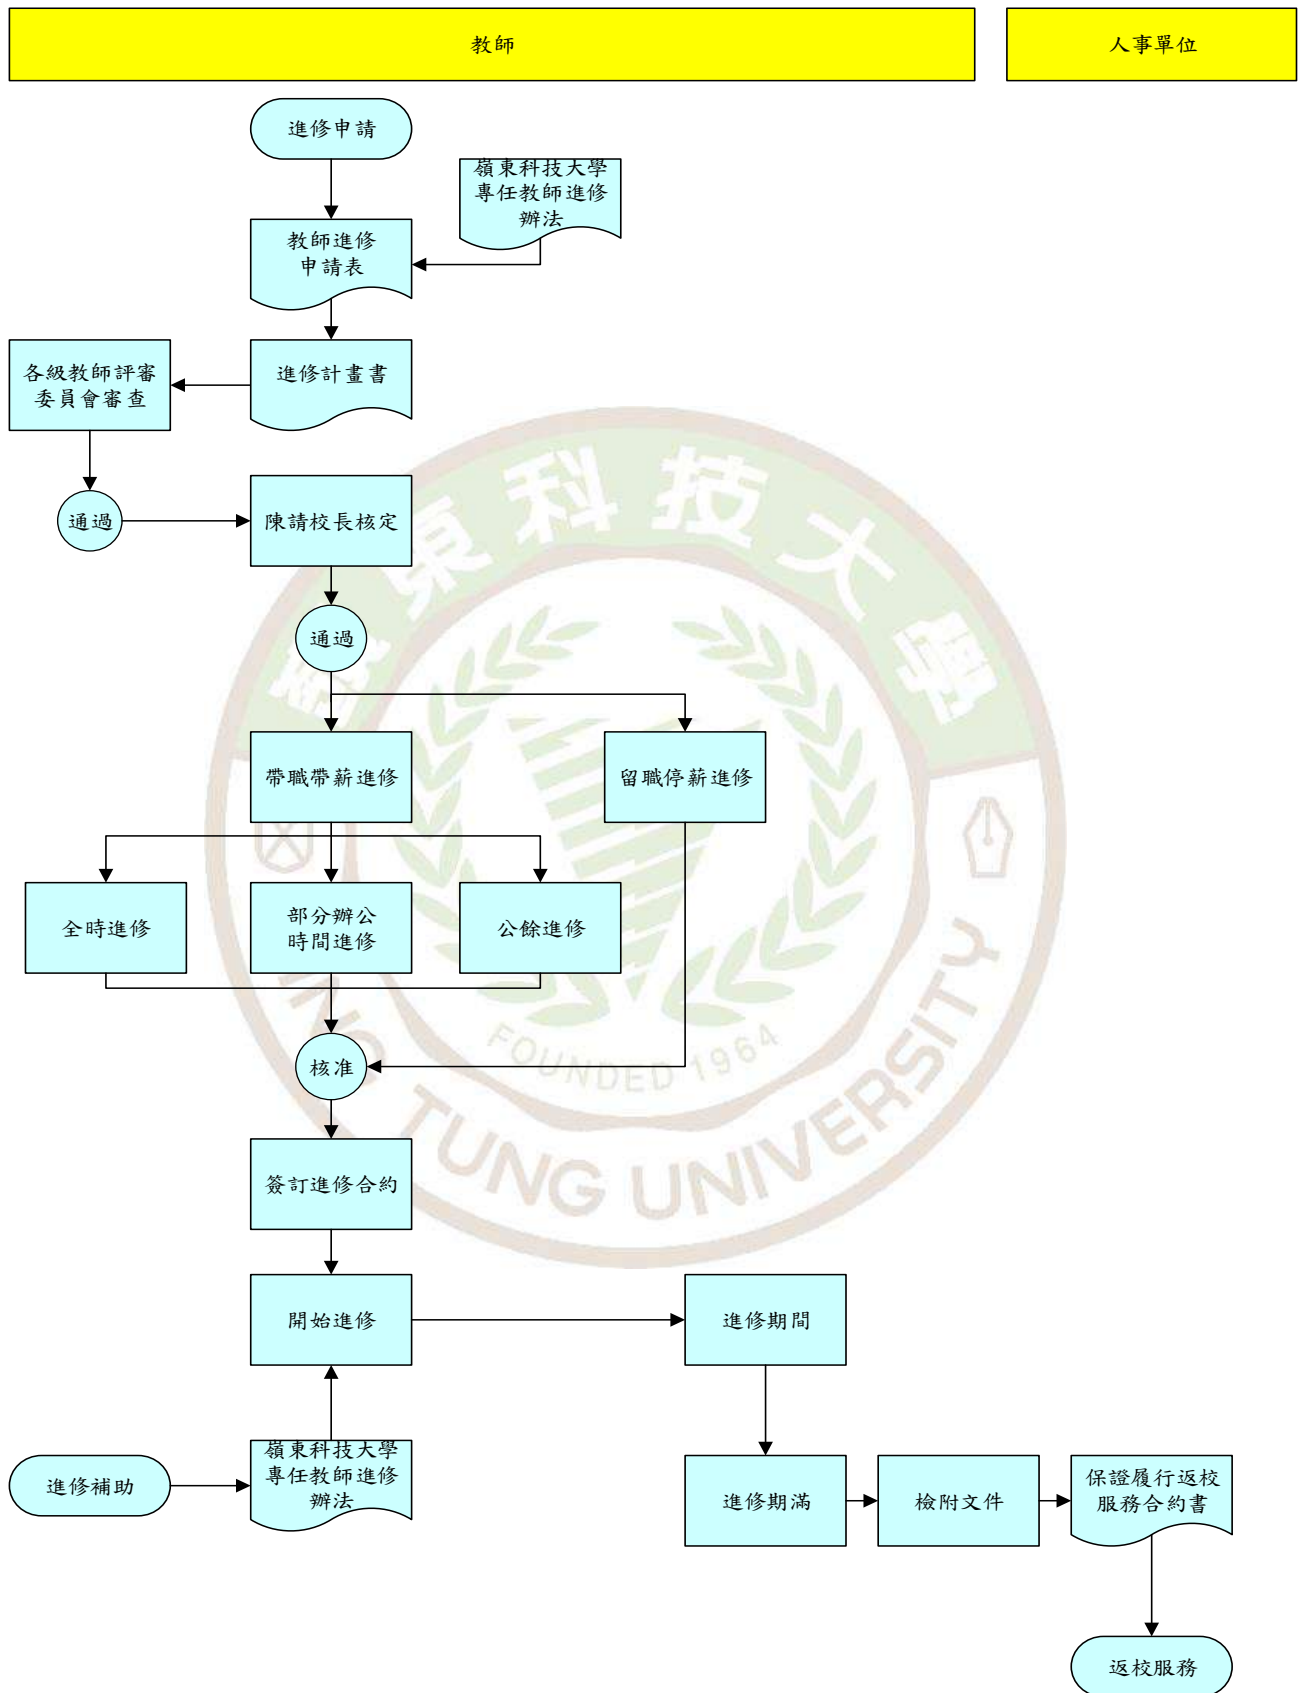 教師
人事單位
進修申請
嶺東科技大學
專任教師進修
辦法
教師進修
申請表
進修計畫書
各級教師評審
委員會審查
通過
陳請校長核定
通過
帶職帶薪進修
留職停薪進修
全時進修
部分辦公
時間進修
公餘進修
核准
簽訂進修合約
開始進修
進修期間
進修補助
嶺東科技大學
專任教師進修
辦法
進修期滿
檢附文件
保證履行返校
服務合約書
返校服務
嶺東科技大學
LING TUNG UNIVERSITY
FOUNDED 1964